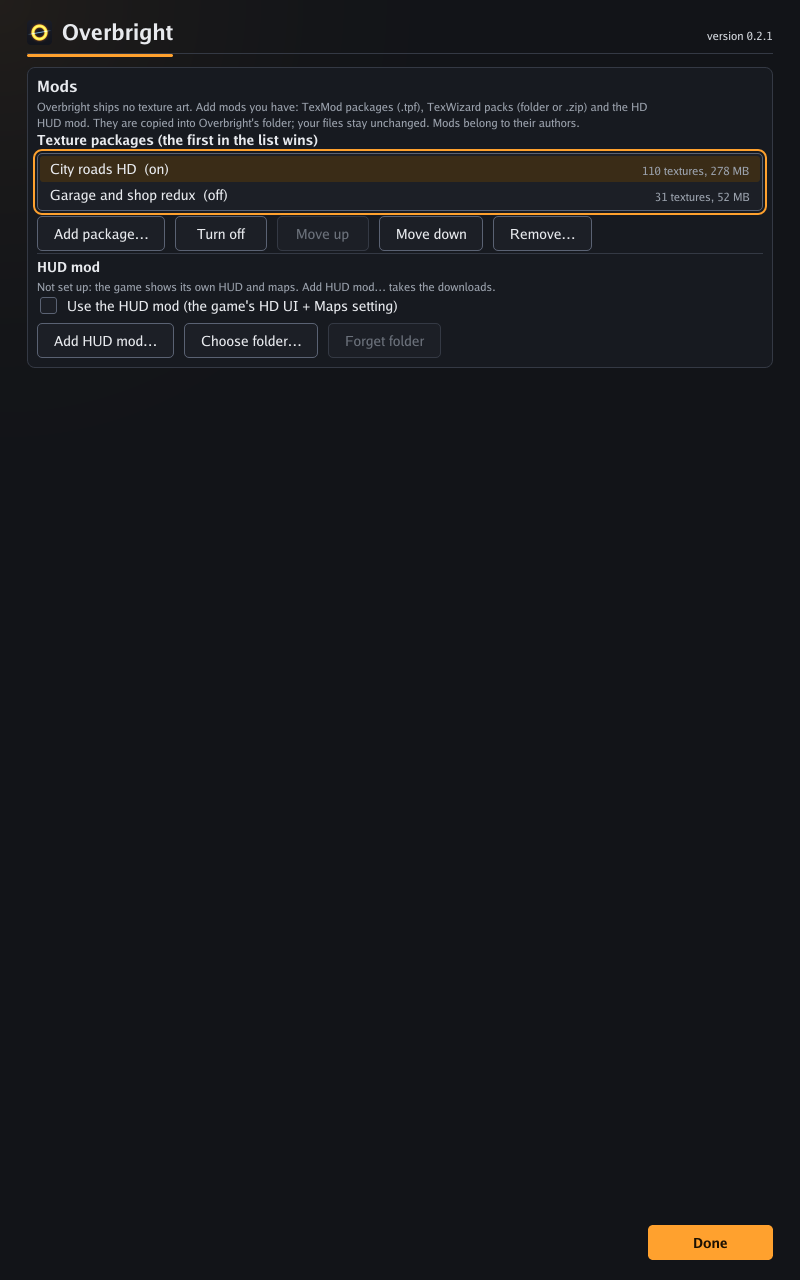 Overbright
version 0.2.1
Mods
Overbright ships no texture art. Add mods you have: TexMod packages (.tpf), TexWizard packs (folder or .zip) and the HD
HUD mod. They are copied into Overbright's folder; your files stay unchanged. Mods belong to their authors.
Texture packages (the first in the list wins)
City roads HD (on) 110 textures, 278 MB
Garage and shop redux (off) 31 textures, 52 MB
Add package... Turn off Move up Move down Remove...
HUD mod
Not set up: the game shows its own HUD and maps. Add HUD mod... takes the downloads.
Use the HUD mod (the game's HD UI + Maps setting)
Add HUD mod... Choose folder... Forget folder
Done